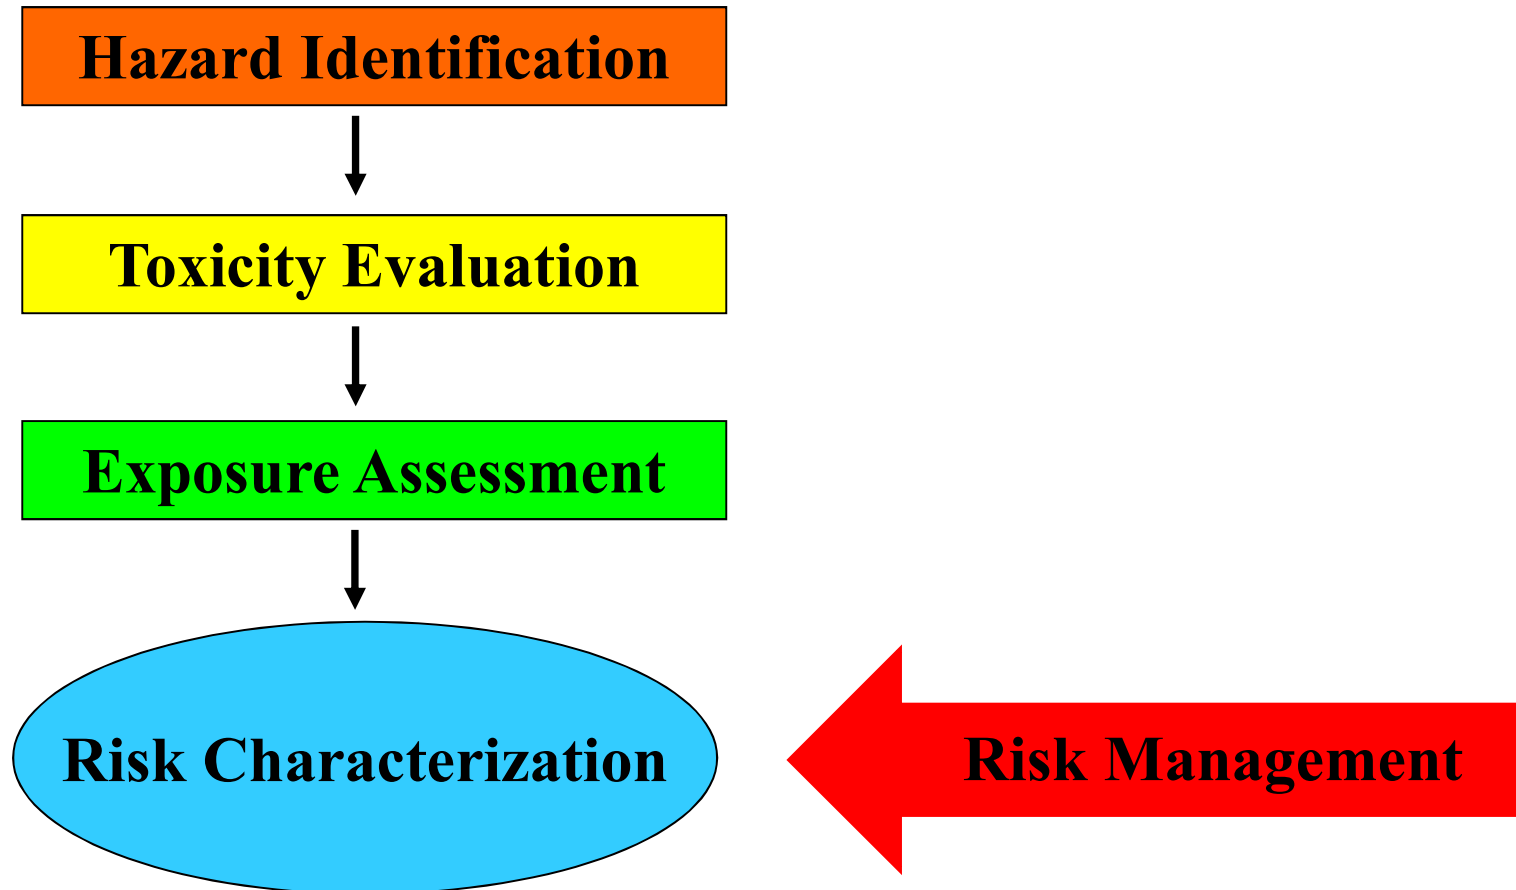 Hazard Identification
Toxicity Evaluation
Exposure Assessment
Risk Characterization
Risk Management